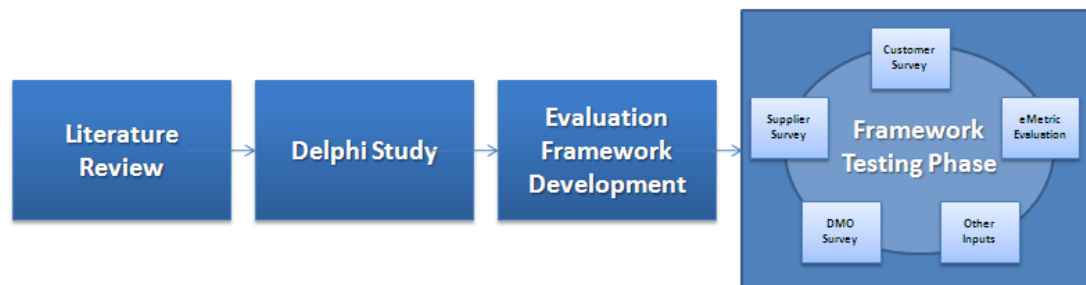 Literature
Review
Delphi Study
Evaluation
Framework
Development
Customer
Survey
Supplier
Survey
Framework
Testing Phase
eMetric
Evaluation
DMO
Survey
Other
Inputs